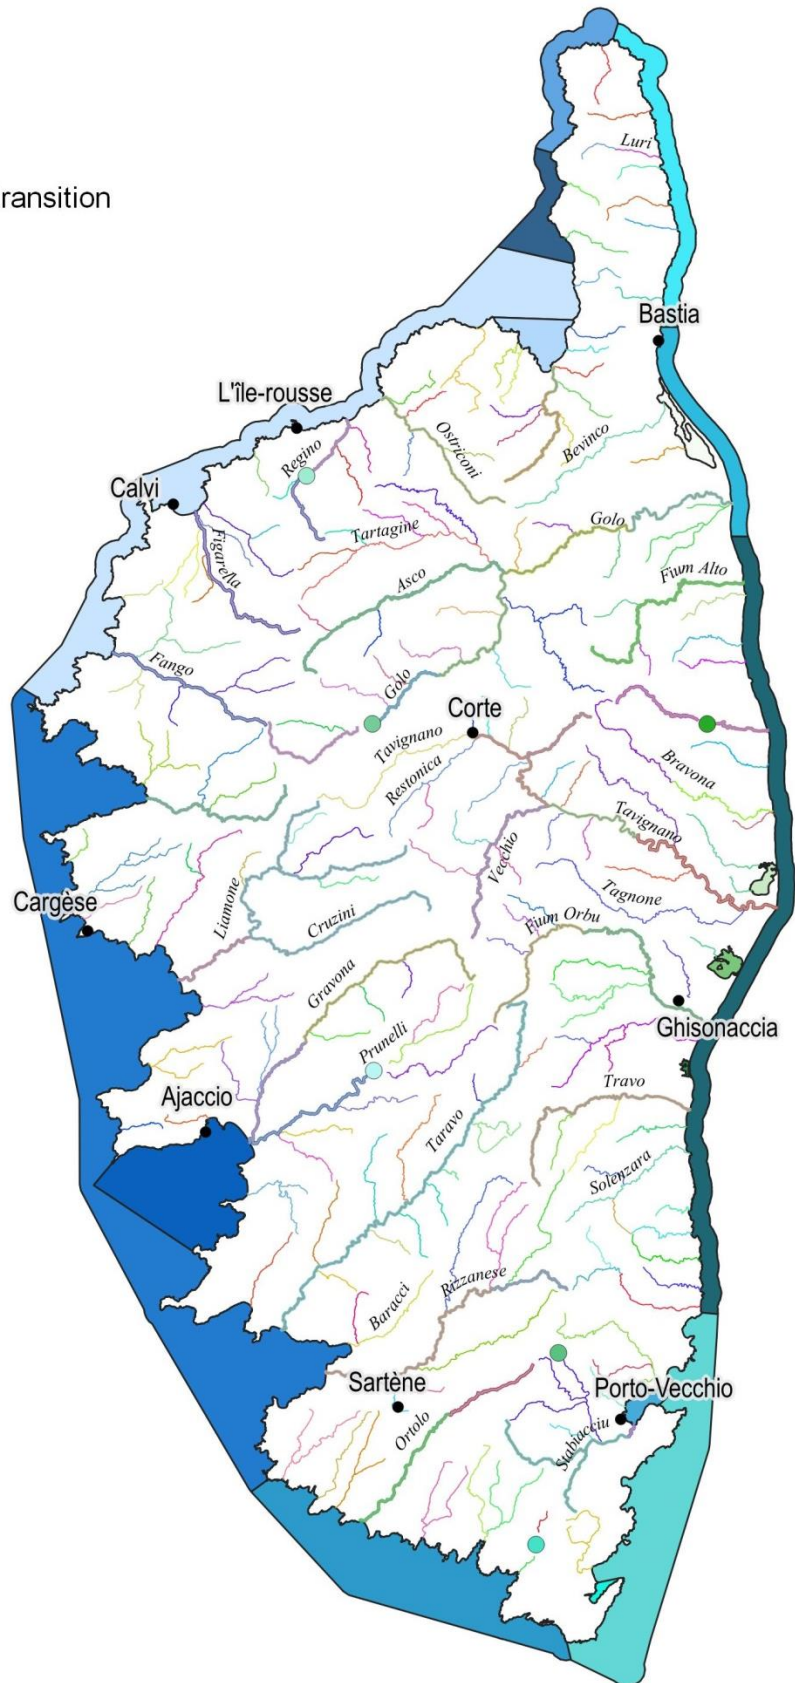 Luri
ransition
Bastia
L'île-rousse
Ostriconi
Bevinco
Regino
Calvi
Golo
Tartagine
Figarella
Fium Alto
Asco
Fango
Golo
Corte
Tavignano
Restonica
Bravona
Tavignano
Vecchio
Tagnone
Liamone
Cargèse
Cruzini
Fium Orbu
Gravona
Ghisonaccia
Prunelli
Travo
Ajaccio
Taravo
Solenzara
Rizzanese
Baracci
Sartène
Porto-Vecchio
Ortolo
Stabiacciu